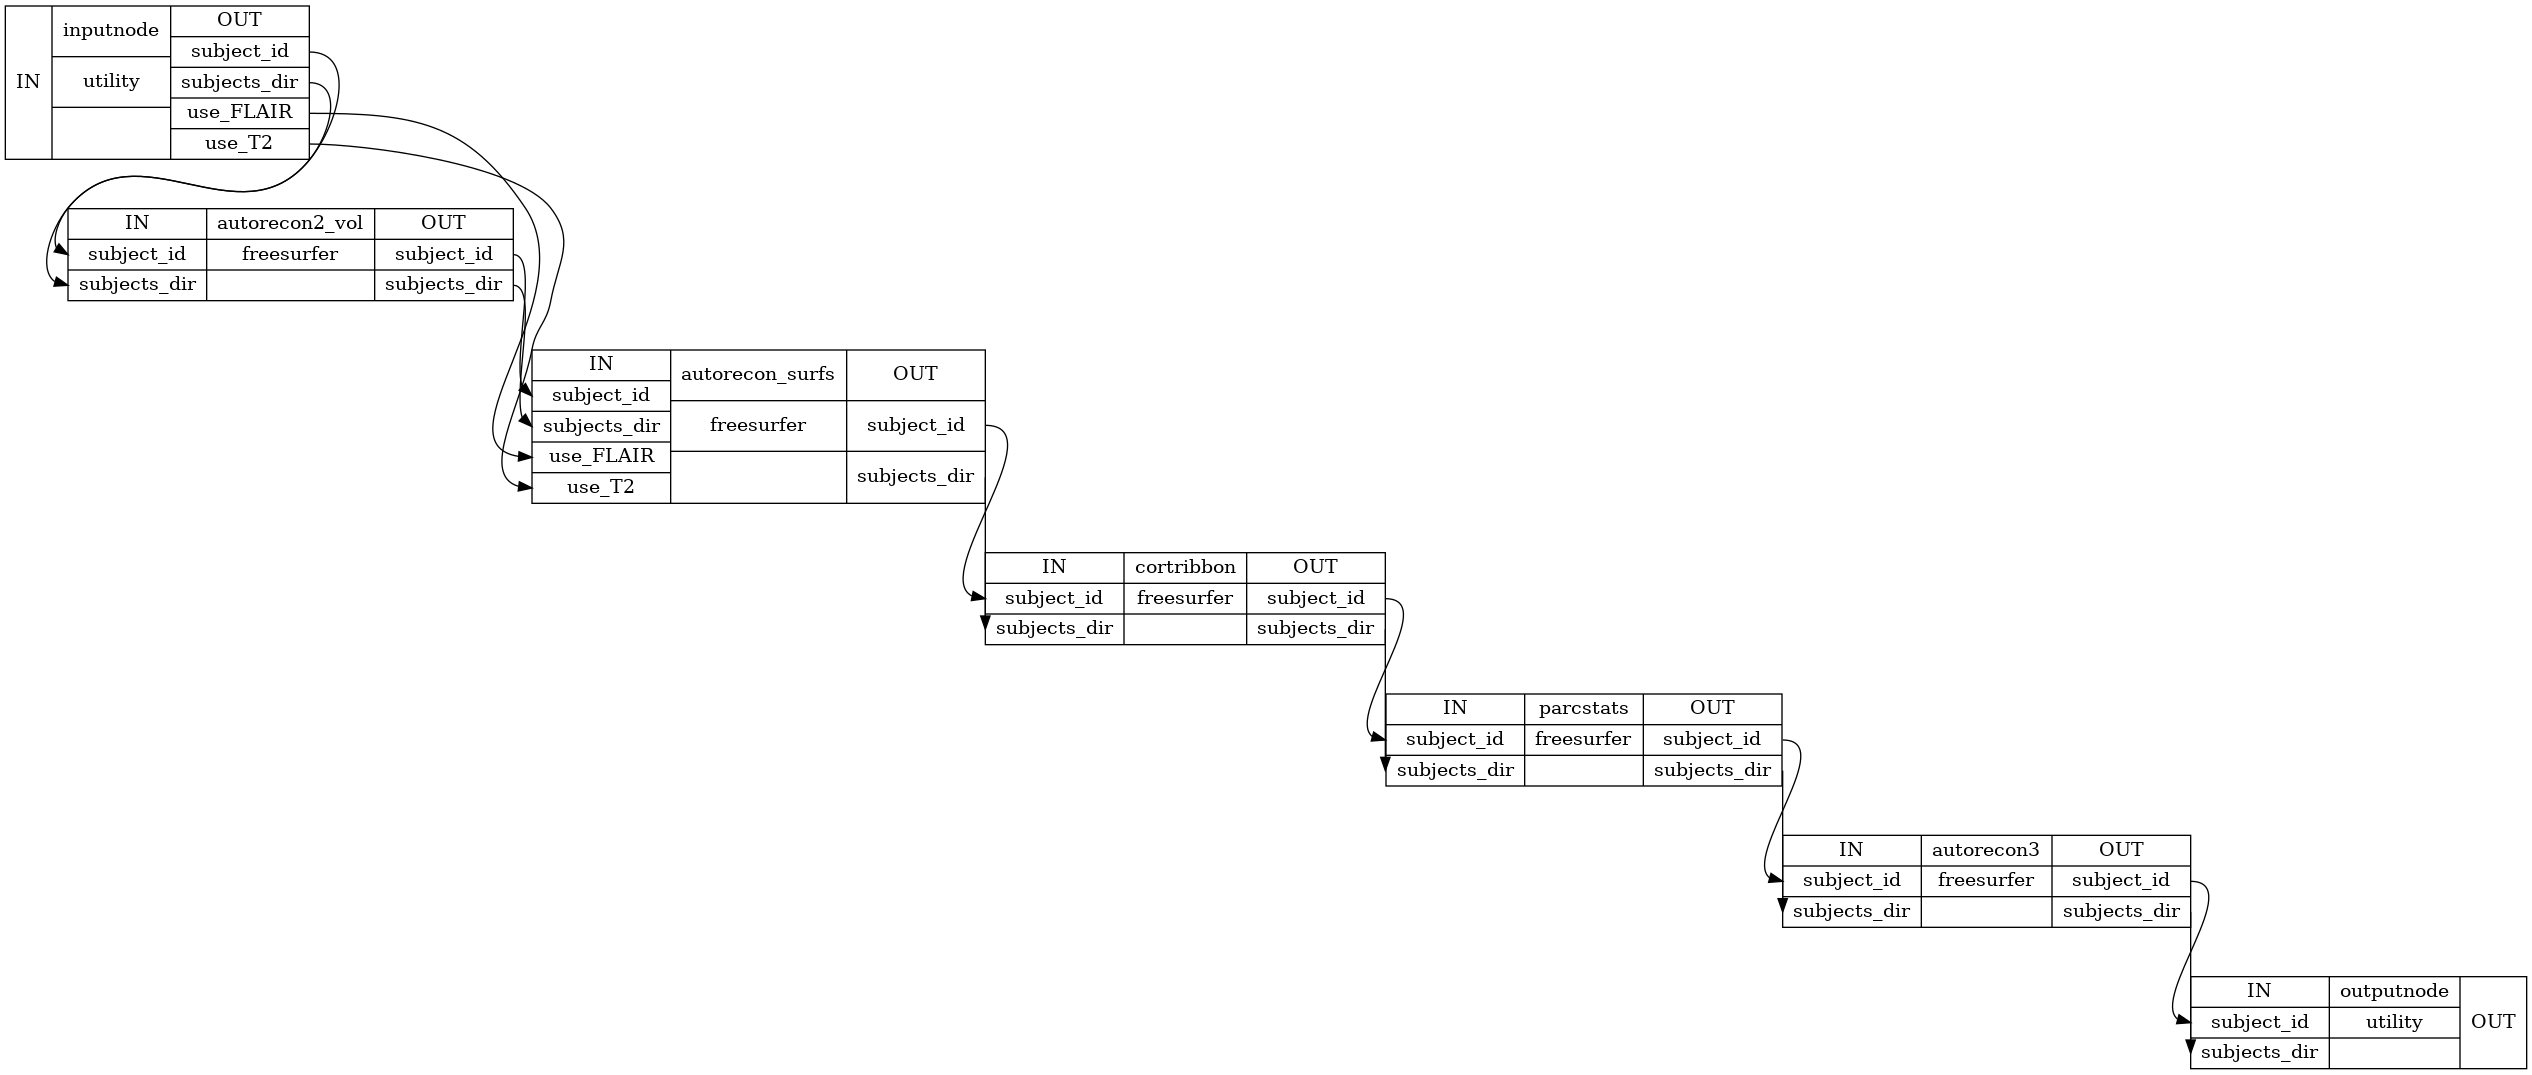 IN
inputnode
utility
OUT
subject_id
subjects_dir
use_FLAIR
use_T2
IN
subject_id
subjects_dir
autorecon2_vol
freesurfer
OUT
subject_id
subjects_dir
IN
subject_id
subjects_dir
use_FLAIR
use_T2
autorecon_surfs
freesurfer
OUT
subject_id
subjects_dir
IN
subject_id
subjects_dir
cortribbon
freesurfer
OUT
subject_id
subjects_dir
IN
subject_id
subjects_dir
parcstats
freesurfer
OUT
subject_id
subjects_dir
IN
subject_id
subjects_dir
autorecon3
freesurfer
OUT
subject_id
subjects_dir
IN
subject_id
subjects_dir
outputnode
utility
OUT